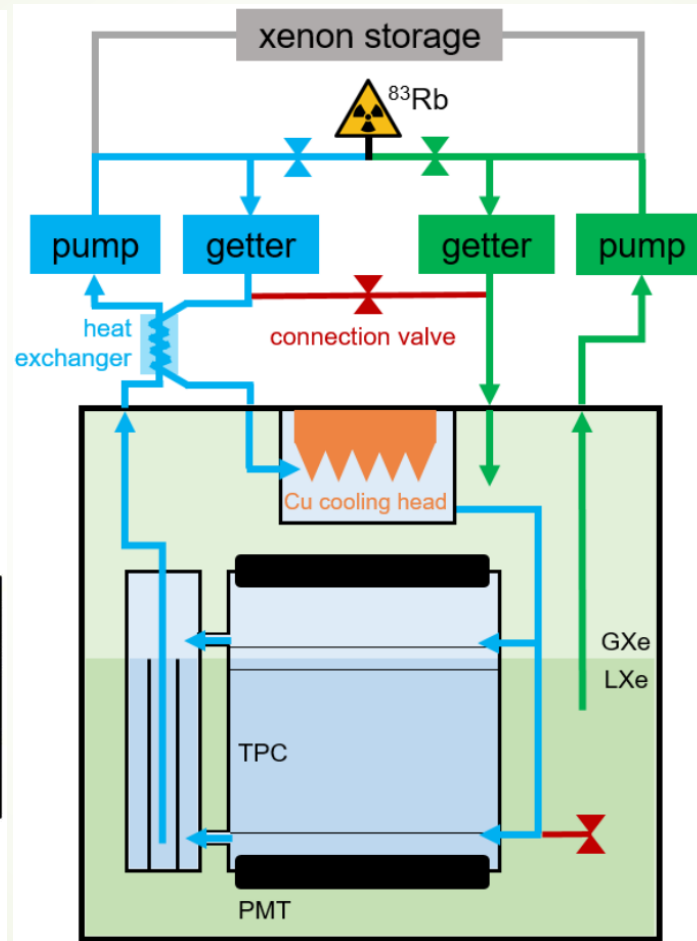 xenon storage
⁸³Rb
pump
getter
getter
pump
heat
exchanger
connection valve
Cu cooling head
GXe
LXe
TPC
PMT